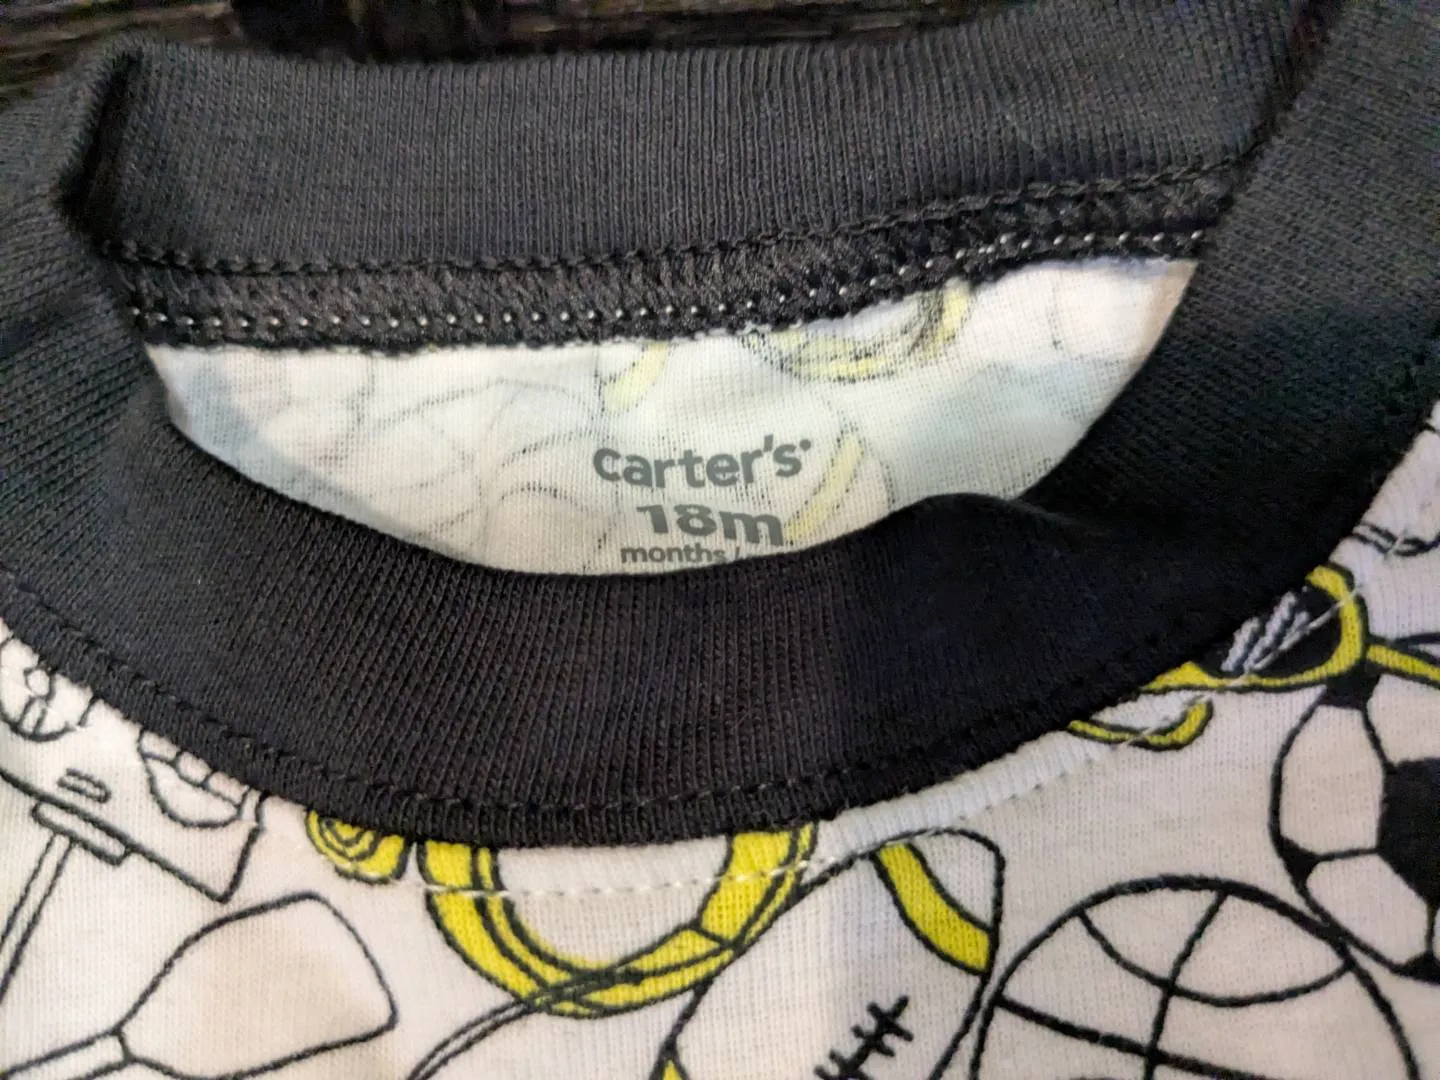 carter's
18m
months /